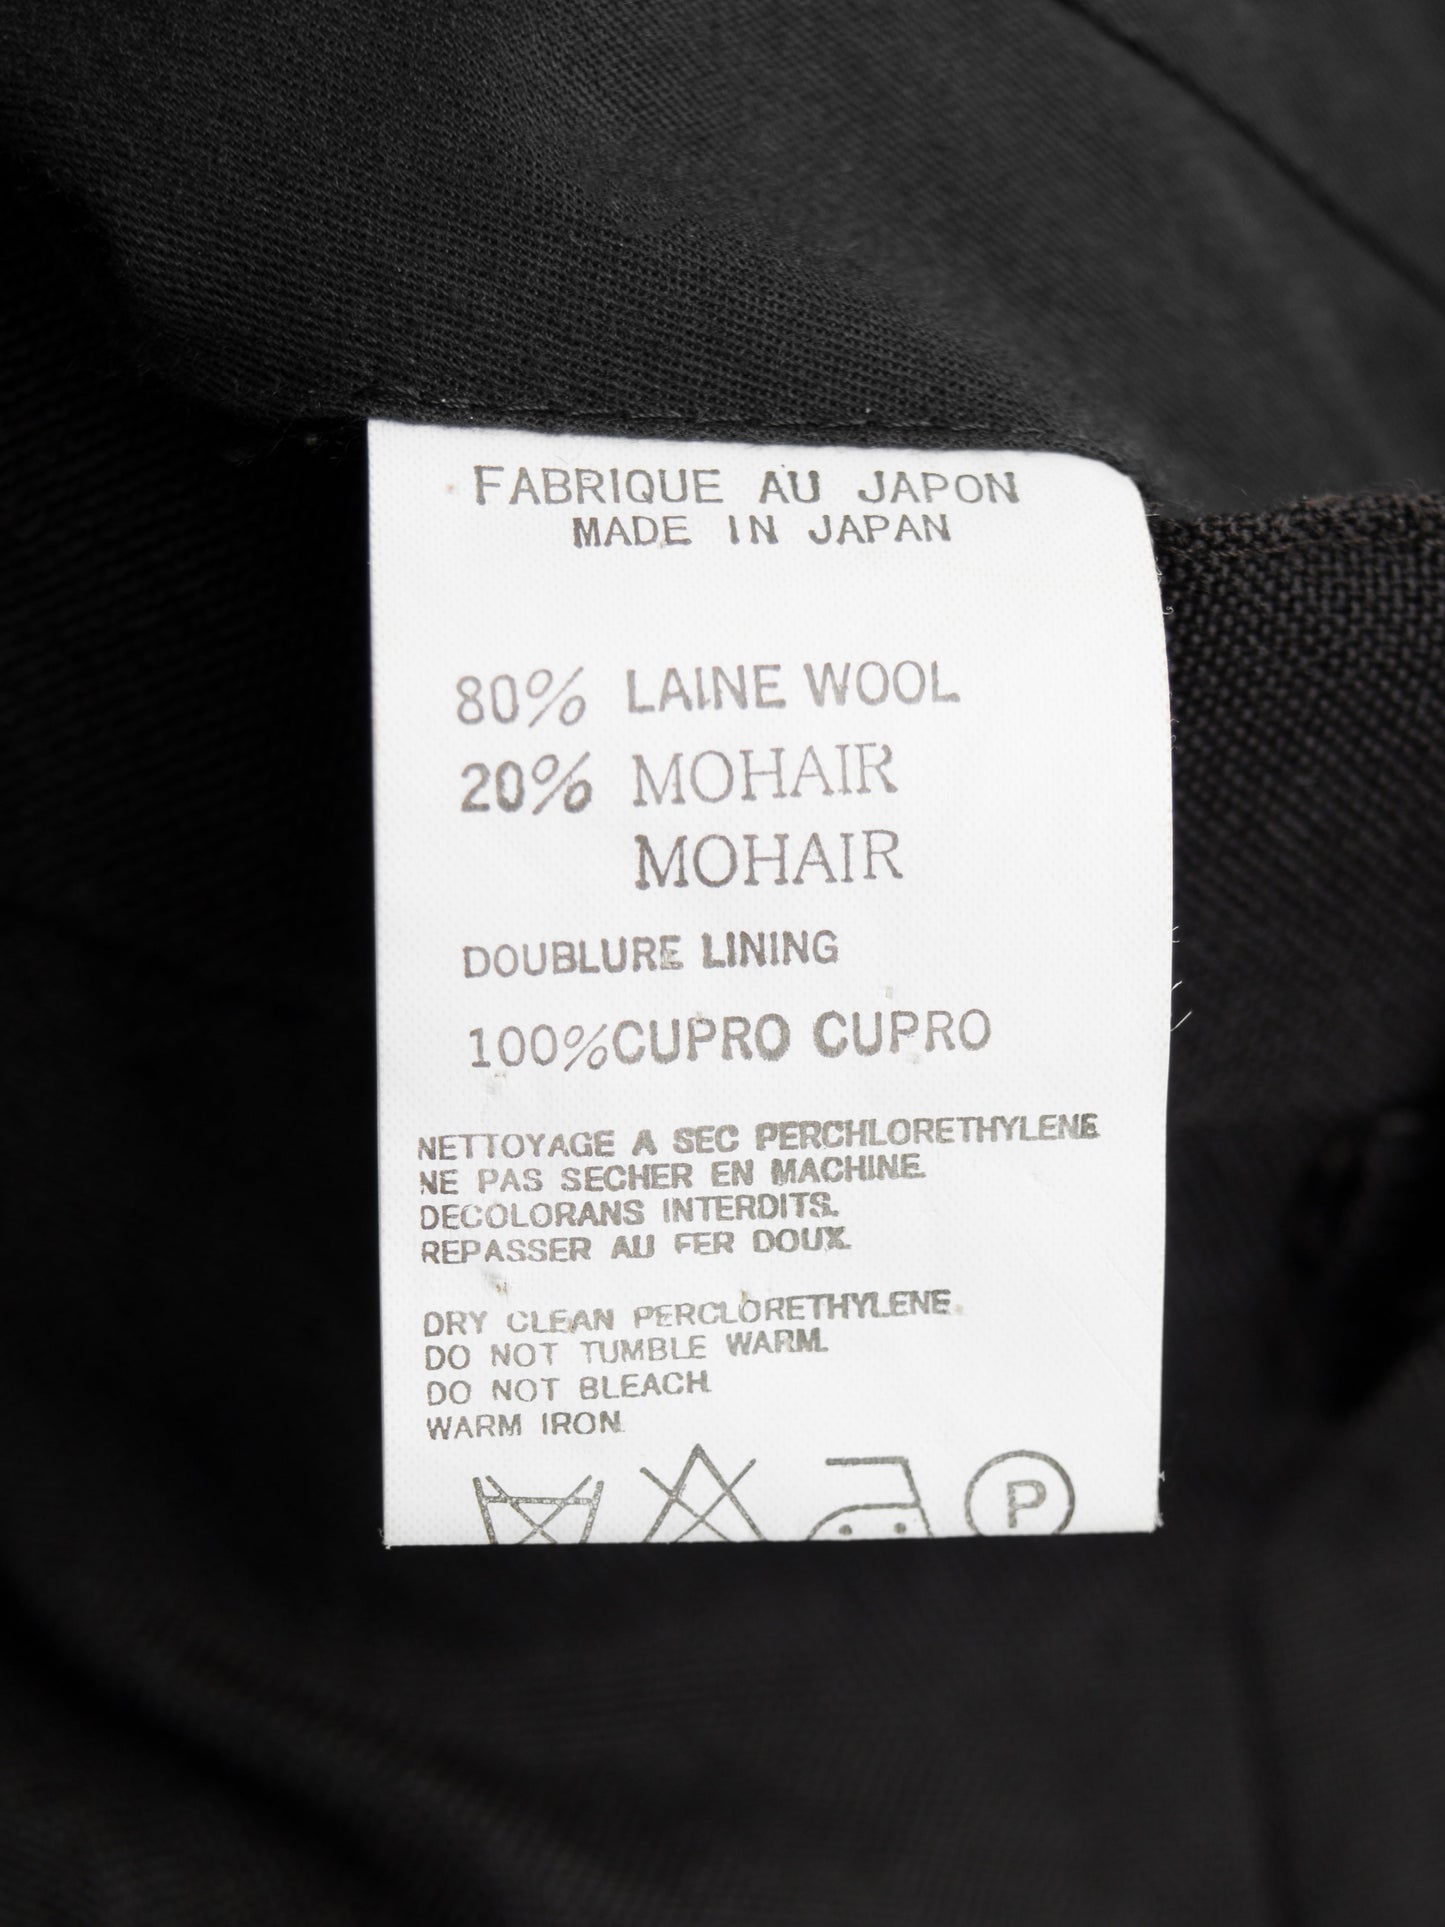 FABRIQUE AU JAPON
MADE IN JAPAN
80% LAINE WOOL
20% MOHAIR
MOHAIR
DOUBLURE LINING
100%CUPRO CUPRO
NETTOYAGE A SEC PERCHLORETHYLENE
NE PAS SECHER EN MACHINE.
DECOLORANS INTERDITS.
REPASSER AU FER DOUX.
DRY CLEAN PERCLORETHYLENE.
DO NOT TUMBLE WARM.
DO NOT BLEACH.
WARM IRON.
P